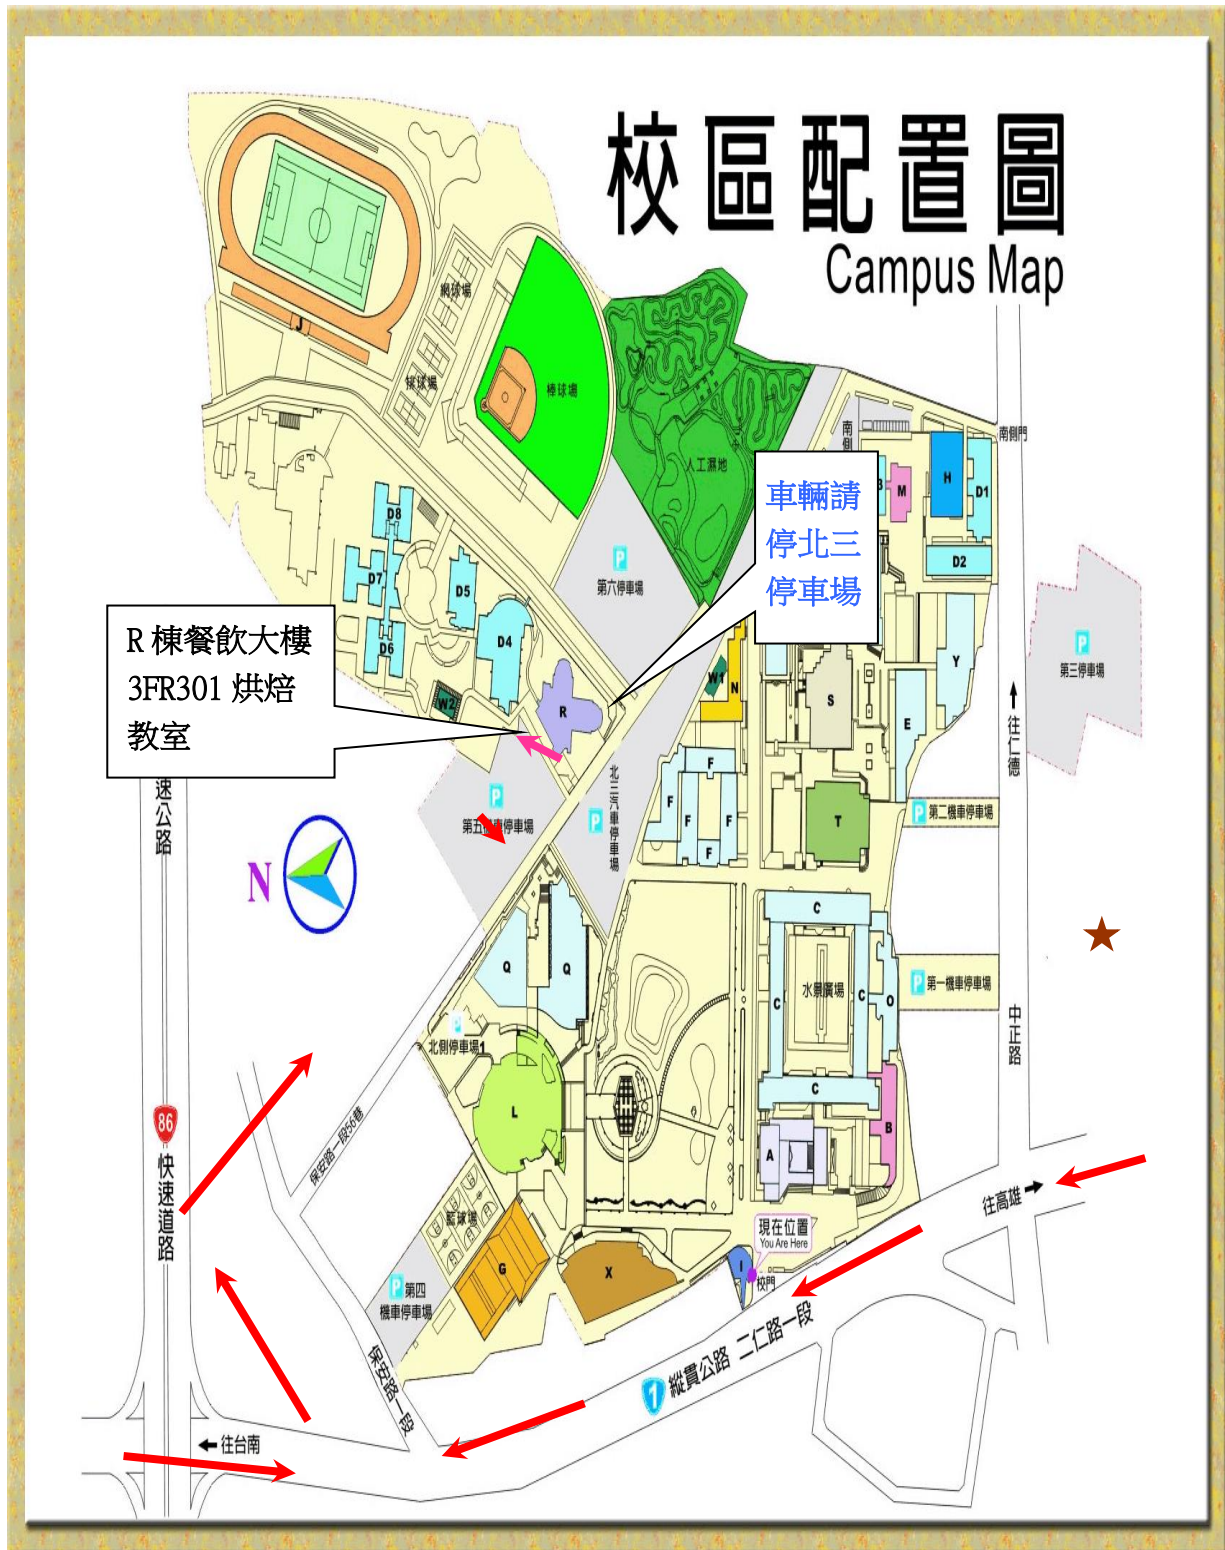 校區配置圖
Campus Map
網球場
J
排球場
棒球場
人工濕地
南側
南側門
H
M
D1
D2
D8
D7
D5
D6
D4
W2
R
P
第六停車場
車輛請
停北三
停車場
R 棟餐飲大樓
3FR301 烘焙
教室
P
第三停車場
W1
N
S
Y
E
往仁德
速公路
P
第五機車停車場
P
北三汽車停車場
F
F
F
F
F
T
P
第二機車停車場
N
C
C
C
C
水景廣場
O
P
第一機車停車場
中正路
Q
Q
P
北側停車場1
L
A
B
86
快速道路
保安路一段56巷
籃球場
G
X
I
現在位置
You Are Here
校門
往高雄
P
第四
機車停車場
保安路一段
1
縱貫公路 二仁路一段
往台南